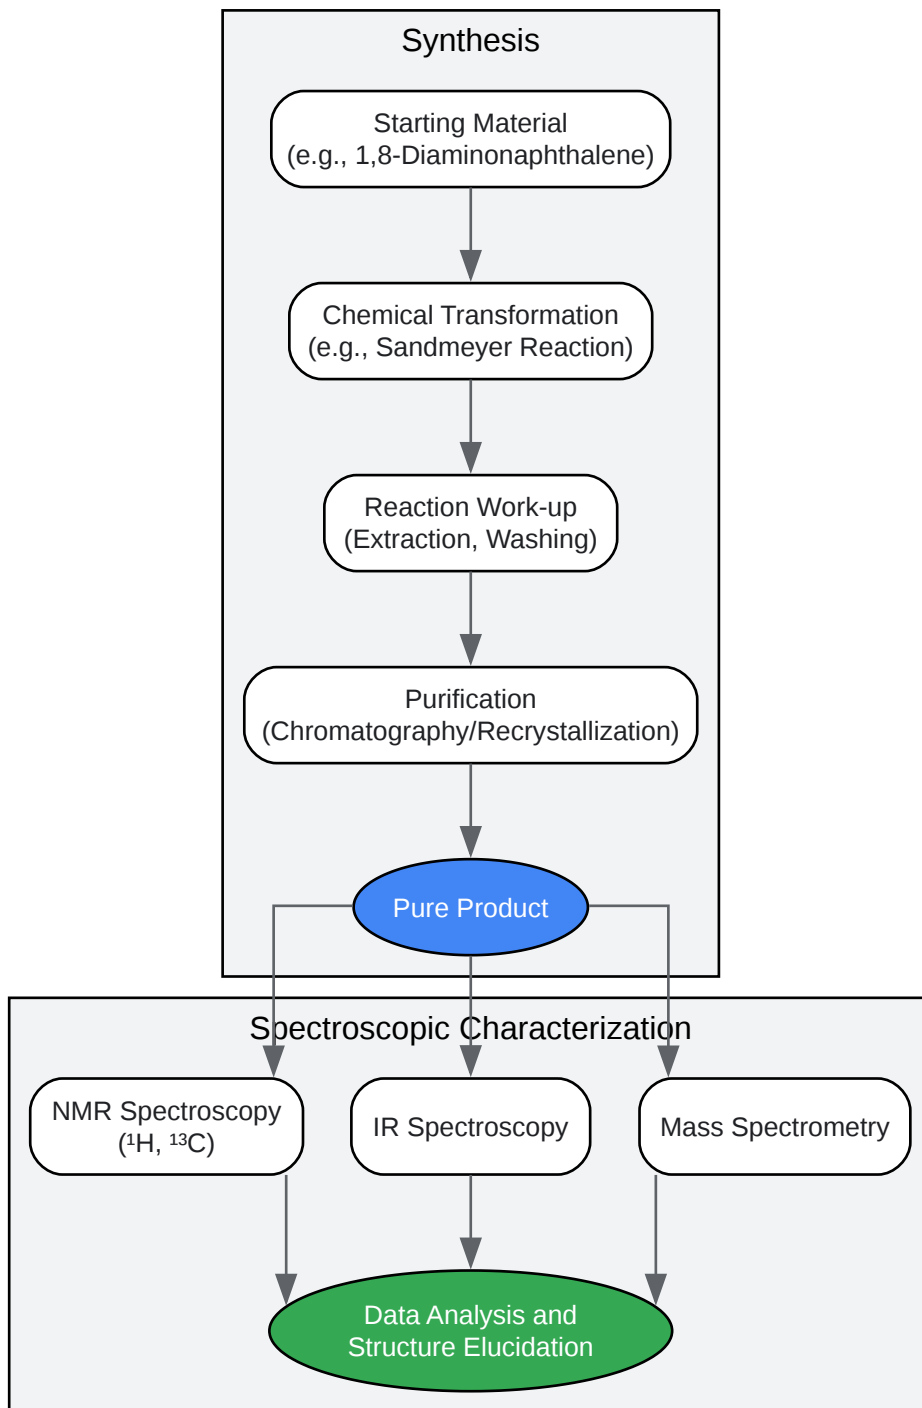 Synthesis
Starting Material
(e.g., 1,8-Diaminonaphthalene)
Chemical Transformation
(e.g., Sandmeyer Reaction)
Reaction Work-up
(Extraction, Washing)
Purification
(Chromatography/Recrystallization)
Pure Product
Spectroscopic Characterization
NMR Spectroscopy
(¹H, ¹³C)
IR Spectroscopy
Mass Spectrometry
Data Analysis and
Structure Elucidation